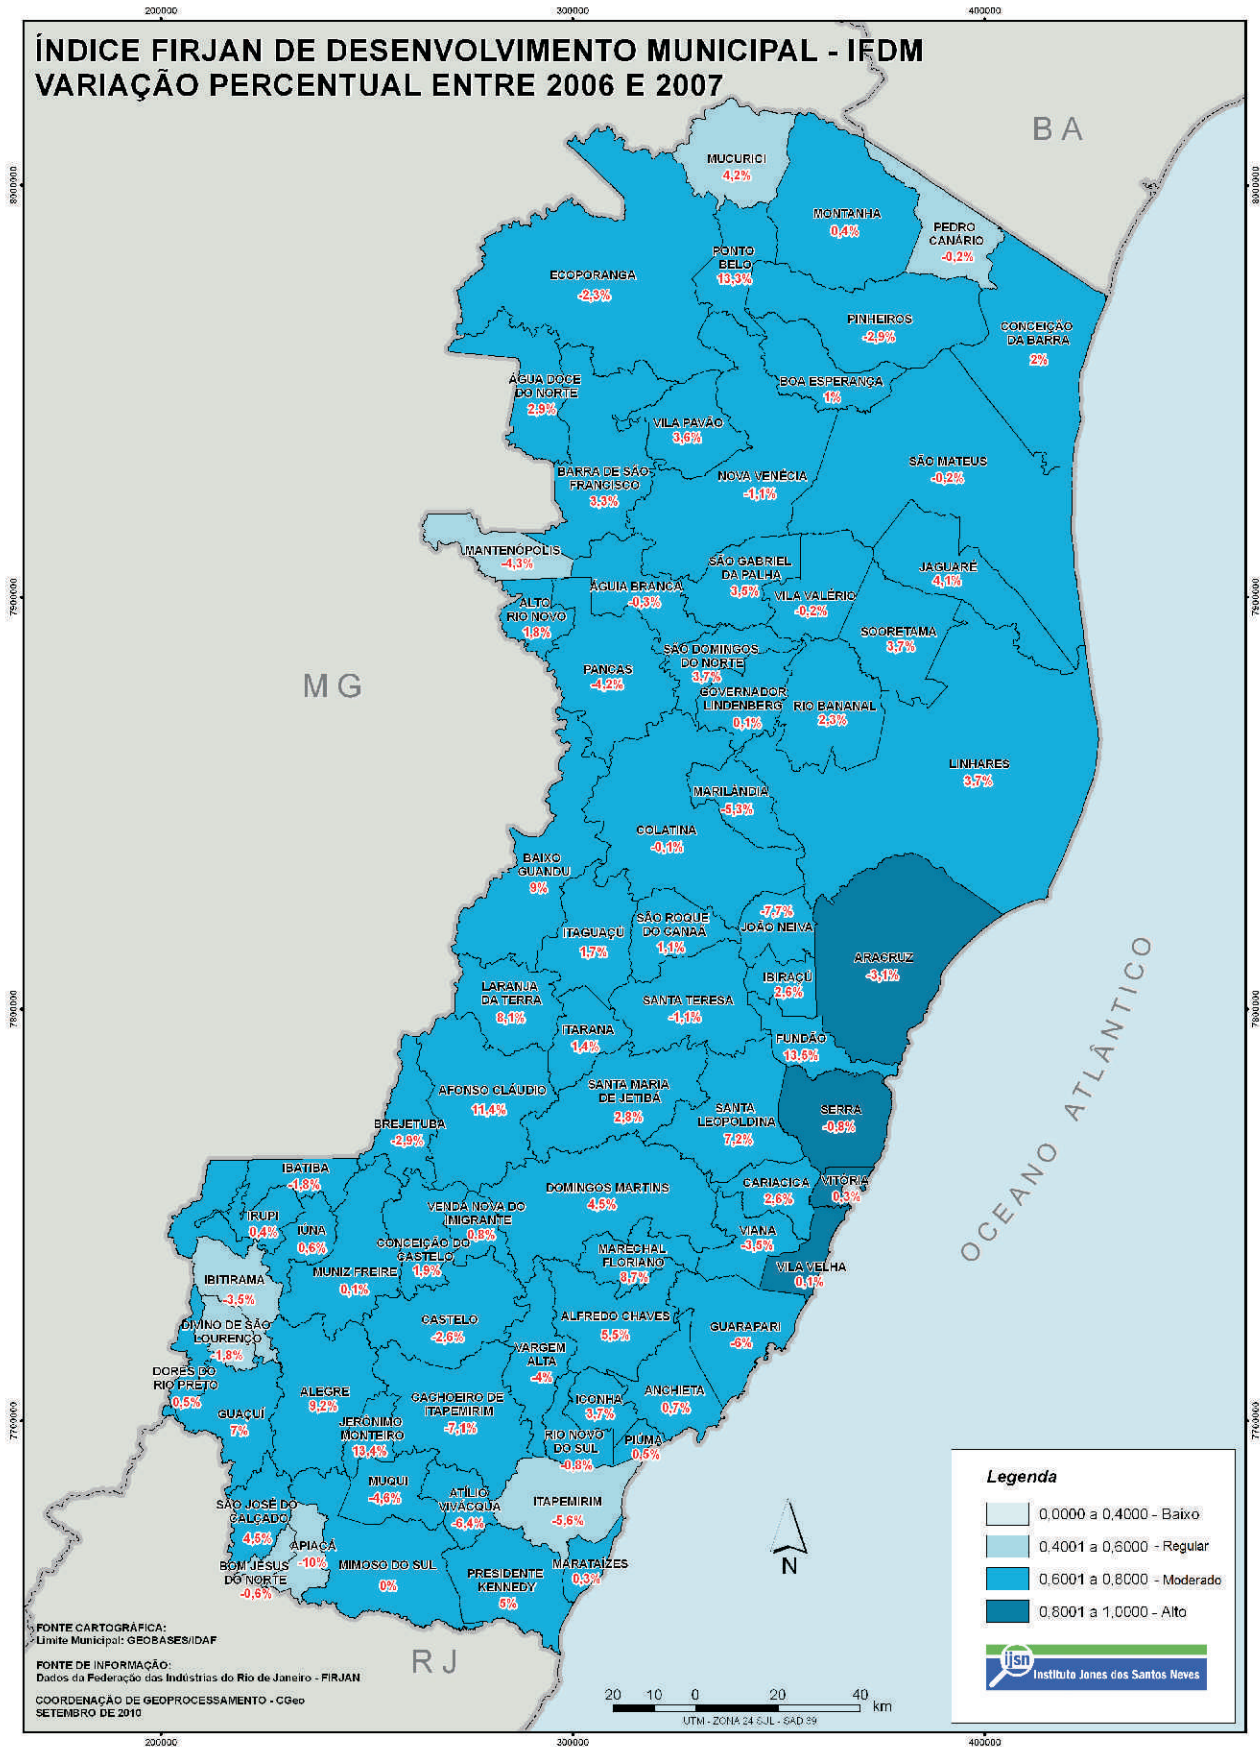 200000
300000
400000
ÍNDICE FIRJAN DE DESENVOLVIMENTO MUNICIPAL - IFDM
VARIAÇÃO PERCENTUAL ENTRE 2006 E 2007
BA
8000000
8000000
MUCURICI
4,2%
MONTANHA
0,4%
PEDRO
CANÁRIO
-0,2%
PONTO
BELO
13,3%
ECOPORANGA
-2,3%
PINHEIROS
-2,9%
CONCEIÇÃO
DA BARRA
2%
ÁGUA DOCE
DO NORTE
2,9%
BOA ESPERANÇA
1%
VILA PAVÃO
3,6%
BARRA DE SÃO
FRANCISCO
3,3%
NOVA VENÉCIA
-1,1%
SÃO MATEUS
-0,2%
MANTENÓPOLIS
-4,3%
ÁGUIA BRANCA
-0,3%
SÃO GABRIEL
DA PALHA
3,5%
VILA VALÉRIO
-0,2%
JAGUARÉ
4,1%
7900000
7900000
ALTO
RIO NOVO
1,8%
SOORETAMA
3,7%
PANCAS
-4,2%
SÃO DOMINGOS
DO NORTE
3,7%
GOVERNADOR
LINDENBERG
0,1%
RIO BANANAL
2,3%
MG
LINHARES
3,7%
MARILÂNDIA
-5,3%
COLATINA
-0,1%
BAIXO
GUANDU
9%
ITAGUAÇÚ
1,7%
SÃO ROQUE
DO CANAÃ
1,1%
-7,7%
JOÃO NEIVA
ARACRUZ
-3,1%
IBIRAÇÚ
2,6%
LARANJA
DA TERRA
8,1%
SANTA TERESA
-1,1%
ITARANA
1,4%
FUNDÃO
13,5%
7800000
7800000
OCEANO ATLÂNTICO
AFONSO CLÁUDIO
11,4%
SANTA MARIA
DE JETIBÁ
2,8%
SANTA
LEOPOLDINA
7,2%
SERRA
-0,8%
BREJETUBA
-2,9%
IBATIBA
-1,8%
DOMINGOS MARTINS
4,5%
CARIACICA
2,6%
VITÓRIA
0,3%
IRUPI
0,4%
IÚNA
0,6%
VENDA NOVA DO
IMIGRANTE
0,8%
CONCEIÇÃO DO
CASTELO
1,9%
VIANA
-3,5%
MARECHAL
FLORIANO
8,7%
VILA VELHA
0,1%
IBITIRAMA
-3,5%
MUNIZ FREIRE
0,1%
DIVINO DE SÃO
LOURENÇO
-1,8%
CASTELO
-2,6%
ALFREDO CHAVES
5,5%
GUARAPARI
-6%
VARGEM
ALTA
-4%
DORES DO
RIO PRETO
0,5%
ALEGRE
9,2%
CACHOEIRO DE
ITAPEMIRIM
-7,1%
ICONHA
3,7%
ANCHIETA
0,7%
GUAÇUÍ
7%
7700000
7700000
JERÔNIMO
MONTEIRO
13,4%
RIO NOVO
DO SUL
-0,8%
PIÚMA
0,5%
MUQUI
-4,6%
ATÍLIO
VIVÁCQUA
-6,4%
ITAPEMIRIM
-5,6%
SÃO JOSÉ DO
CALÇADO
4,5%
APIACÁ
-10%
BOM JESUS
DO NORTE
-0,6%
MIMOSO DO SUL
0%
PRESIDENTE
KENNEDY
5%
MARATAÍZES
0,3%
N
Legenda
0,0000 a 0,4000 - Baixo
0,4001 a 0,6000 - Regular
0,6001 a 0,8000 - Moderado
0,8001 a 1,0000 - Alto
ijsn
Instituto Jones dos Santos Neves
FONTE CARTOGRÁFICA:
Limite Municipal: GEOBASES/IDAF
FONTE DE INFORMAÇÃO:
Dados da Federação das Indústrias do Rio de Janeiro - FIRJAN
COORDENAÇÃO DE GEOPROCESSAMENTO - CGeo
SETEMBRO DE 2010
RJ
20 10 0 20 40 km
UTM - ZONA 24 SUL - SAD 69
200000
300000
400000